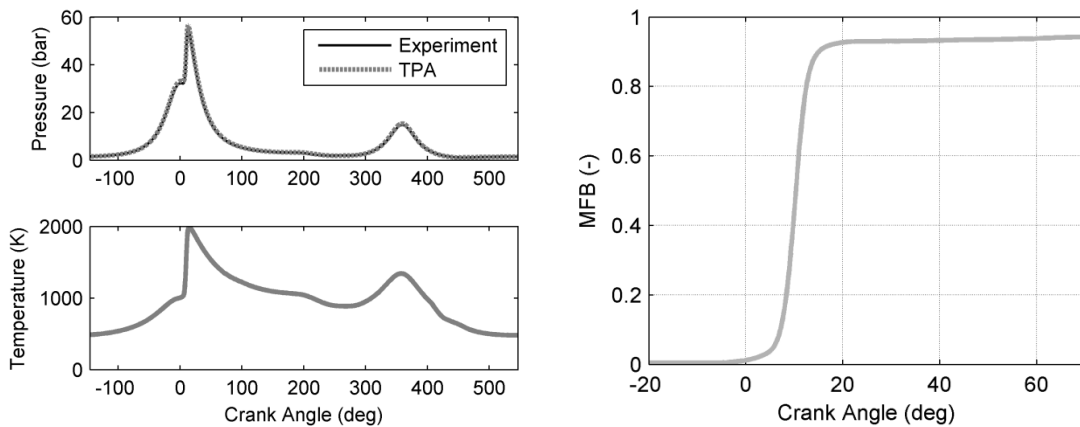 60
40
20
0
Pressure (bar)
Experiment
TPA
-100 0 100 200 300 400 500
2000
1000
0
Temperature (K)
-100 0 100 200 300 400 500
Crank Angle (deg)
1
0.8
0.6
0.4
0.2
0
MFB (-)
-20 0 20 40 60
Crank Angle (deg)